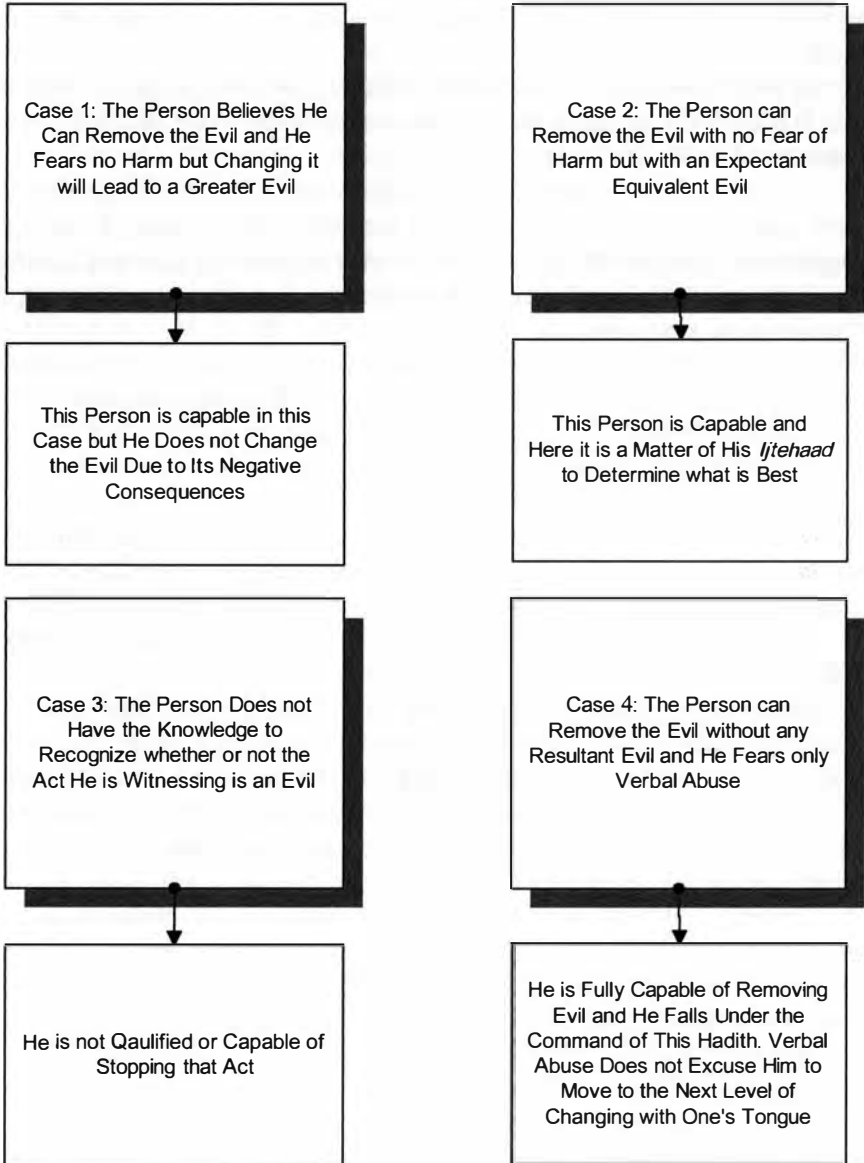 Case 1: The Person Believes He
Can Remove the Evil and He
Fears no Harm but Changing it
will Lead to a Greater Evil
Case 2: The Person can
Remove the Evil with no Fear of
Harm but with an Expectant
Equivalent Evil
This Person is capable in this
Case but He Does not Change
the Evil Due to Its Negative
Consequences
This Person is Capable and
Here it is a Matter of His Ijtehaad
to Determine what is Best
Case 3: The Person Does not
Have the Knowledge to
Recognize whether or not the
Act He is Witnessing is an Evil
Case 4: The Person can
Remove the Evil without any
Resultant Evil and He Fears only
Verbal Abuse
He is not Qaulified or Capable of
Stopping that Act
He is Fully Capable of Removing
Evil and He Falls Under the
Command of This Hadith. Verbal
Abuse Does not Excuse Him to
Move to the Next Level of
Changing with One's Tongue